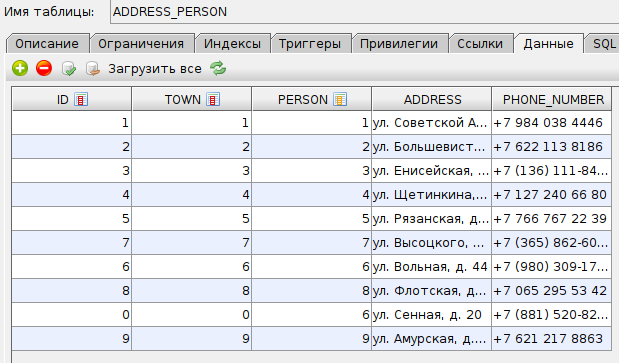 Имя таблицы: ADDRESS_PERSON
Описание Ограничения Индексы Триггеры Привилегии Ссылки Данные SQL
Загрузить все
ID TOWN PERSON ADDRESS PHONE_NUMBER
1 1 1 ул. Советской А... +7 984 038 4446
2 2 2 ул. Большевист... +7 622 113 8186
3 3 3 ул. Енисейская, ... +7 (136) 111-84...
4 4 4 ул. Щетинкина,... +7 127 240 66 80
5 5 5 ул. Рязанская, д... +7 766 767 22 39
7 7 7 ул. Высоцкого, ... +7 (365) 862-60...
6 6 6 ул. Вольная, д. 44 +7 (980) 309-17...
8 8 8 ул. Флотская, д... +7 065 295 53 42
0 0 6 ул. Сенная, д. 20 +7 (881) 520-82...
9 9 9 ул. Амурская, д.... +7 621 217 8863